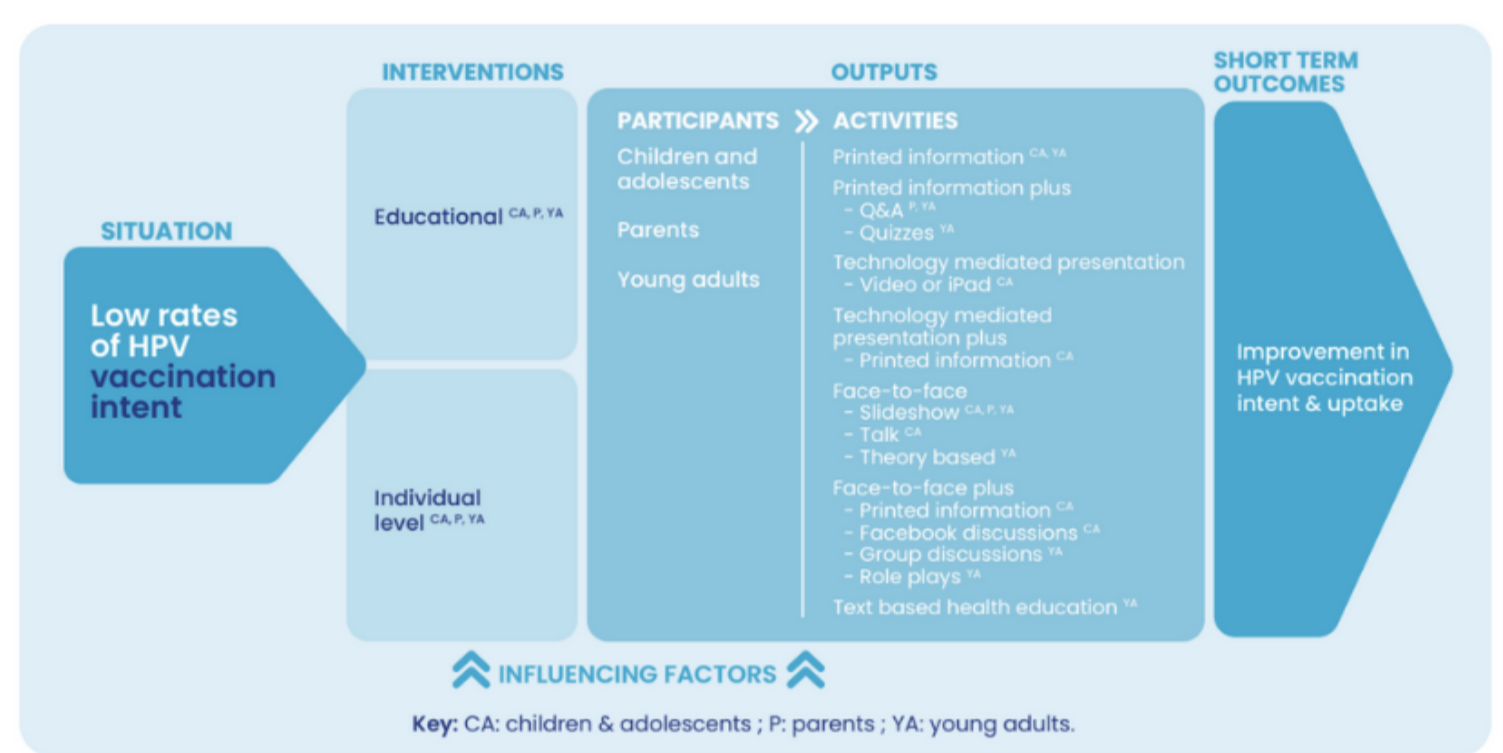 SITUATION
Low rates
of HPV
vaccination
intent
INTERVENTIONS
Educational CA, P, YA
Individual
level CA, P, YA
OUTPUTS
PARTICIPANTS
Children and
adolescents
Parents
Young adults
ACTIVITIES
Printed information CA, YA
Printed information plus
- Q&A P, YA
- Quizzes YA
Technology mediated presentation
- Video or iPad CA
Technology mediated
presentation plus
- Printed information CA
Face-to-face
- Slideshow CA, P, YA
- Talk CA
- Theory based YA
Face-to-face plus
- Printed information CA
- Facebook discussions CA
- Group discussions YA
- Role plays YA
Text based health education YA
SHORT TERM
OUTCOMES
Improvement in
HPV vaccination
intent & uptake
INFLUENCING FACTORS
Key: CA: children & adolescents ; P: parents ; YA: young adults.